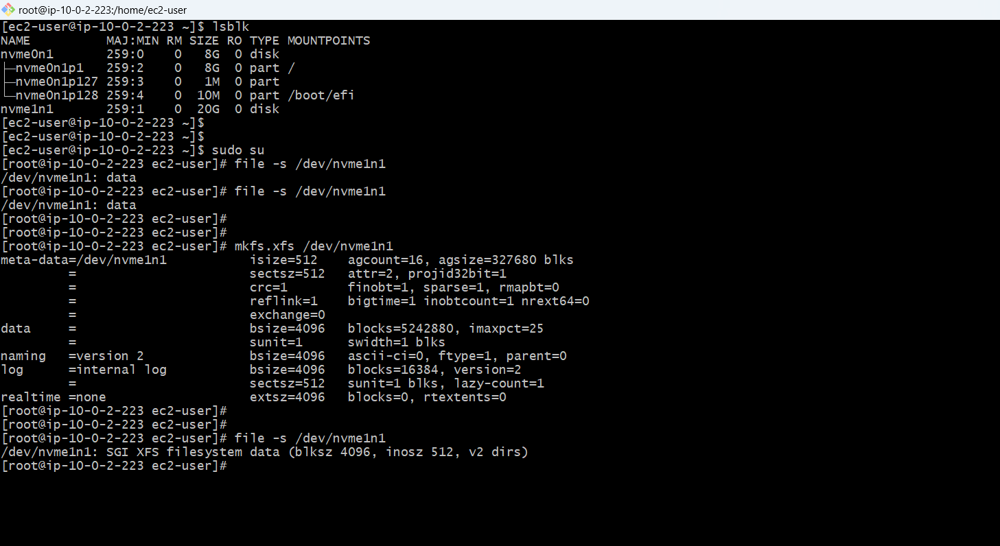 root@ip-10-0-2-223:/home/ec2-user
[ec2-user@ip-10-0-2-223 ~]$ lsblk
NAME          MAJ:MIN RM SIZE RO TYPE MOUNTPOINTS
nvme0n1       259:0    0   8G  0 disk
├─nvme0n1p1   259:2    0   8G  0 part /
├─nvme0n1p127 259:3    0   1M  0 part
└─nvme0n1p128 259:4    0  10M  0 part /boot/efi
nvme1n1       259:1    0  20G  0 disk
[ec2-user@ip-10-0-2-223 ~]$
[ec2-user@ip-10-0-2-223 ~]$
[ec2-user@ip-10-0-2-223 ~]$ sudo su
[root@ip-10-0-2-223 ec2-user]# file -s /dev/nvme1n1
/dev/nvme1n1: data
[root@ip-10-0-2-223 ec2-user]# file -s /dev/nvme1n1
/dev/nvme1n1: data
[root@ip-10-0-2-223 ec2-user]#
[root@ip-10-0-2-223 ec2-user]#
[root@ip-10-0-2-223 ec2-user]# mkfs.xfs /dev/nvme1n1
meta-data=/dev/nvme1n1           isize=512    agcount=16, agsize=327680 blks
         =                       sectsz=512   attr=2, projid32bit=1
         =                       crc=1        finobt=1, sparse=1, rmapbt=0
         =                       reflink=1    bigtime=1 inobtcount=1 nrext64=0
         =                       exchange=0
data     =                       bsize=4096   blocks=5242880, imaxpct=25
         =                       sunit=1      swidth=1 blks
naming   =version 2              bsize=4096   ascii-ci=0, ftype=1, parent=0
log      =internal log           bsize=4096   blocks=16384, version=2
         =                       sectsz=512   sunit=1 blks, lazy-count=1
realtime =none                   extsz=4096   blocks=0, rtextents=0
[root@ip-10-0-2-223 ec2-user]#
[root@ip-10-0-2-223 ec2-user]#
[root@ip-10-0-2-223 ec2-user]# file -s /dev/nvme1n1
/dev/nvme1n1: SGI XFS filesystem data (blksz 4096, inosz 512, v2 dirs)
[root@ip-10-0-2-223 ec2-user]#